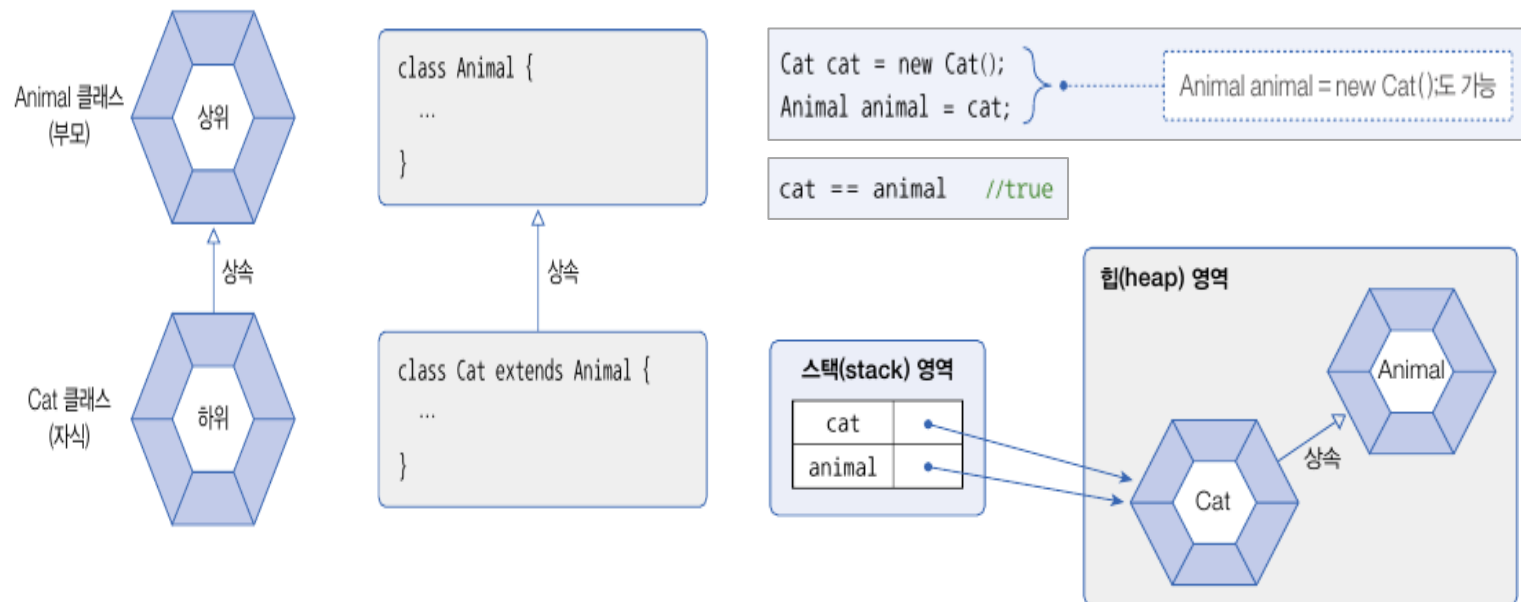 Animal 클래스
(부모)
상위
상속
Cat 클래스
(자식)
하위
class Animal {
...
}
상속
class Cat extends Animal {
...
}
Cat cat = new Cat();
Animal animal = cat;
Animal animal = new Cat();도 가능
cat == animal //true
스택(stack) 영역
cat
animal
힙(heap) 영역
Animal
상속
Cat